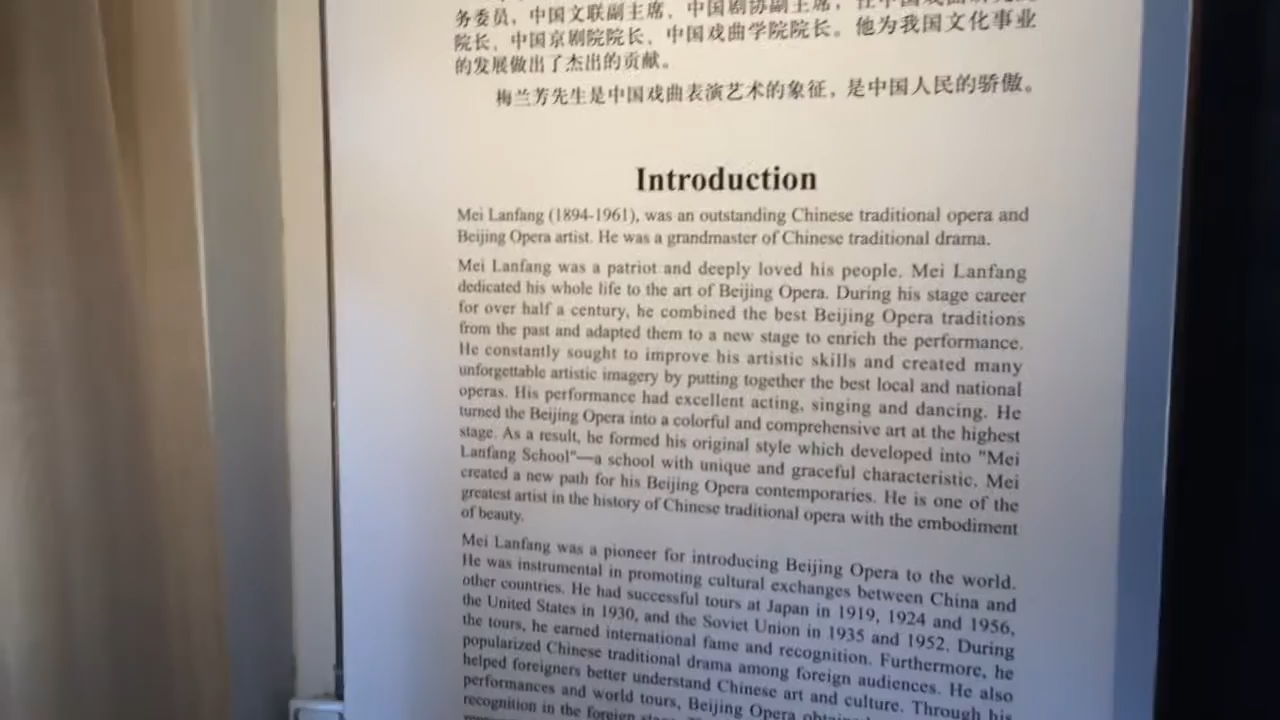 务委员，中国文联副主席、中国剧协副主席，任中国戏曲研究院
院长、中国京剧院院长、中国戏曲学院院长。他为我国文化事业
的发展做出了杰出的贡献。
梅兰芳先生是中国戏曲表演艺术的象征，是中国人民的骄傲。
Introduction
Mei Lanfang (1894-1961), was an outstanding Chinese traditional opera and
Beijing Opera artist. He was a grandmaster of Chinese traditional drama.
Mei Lanfang was a patriot and deeply loved his people. Mei Lanfang
dedicated his whole life to the art of Beijing Opera. During his stage career
for over half a century, he combined the best Beijing Opera traditions
from the past and adapted them to a new stage to enrich the performance.
He constantly sought to improve his artistic skills and created many
unforgettable artistic imagery by putting together the best local and national
operas. His performance had excellent acting, singing and dancing. He
turned the Beijing Opera into a colorful and comprehensive art at the highest
stage. As a result, he formed his original style which developed into "Mei
Lanfang School"—a school with unique and graceful characteristic. Mei
created a new path for his Beijing Opera contemporaries. He is one of the
greatest artist in the history of Chinese traditional opera with the embodiment
of beauty.
Mei Lanfang was a pioneer for introducing Beijing Opera to the world.
He was instrumental in promoting cultural exchanges between China and
other countries. He had successful tours at Japan in 1919, 1924 and 1956,
the United States in 1930, and the Soviet Union in 1935 and 1952. During
the tours, he earned international fame and recognition. Furthermore, he
popularized Chinese traditional drama among foreign audiences. He also
helped foreigners better understand Chinese art and culture. Through his
performances and world tours, Beijing Opera
recognition in the foreign